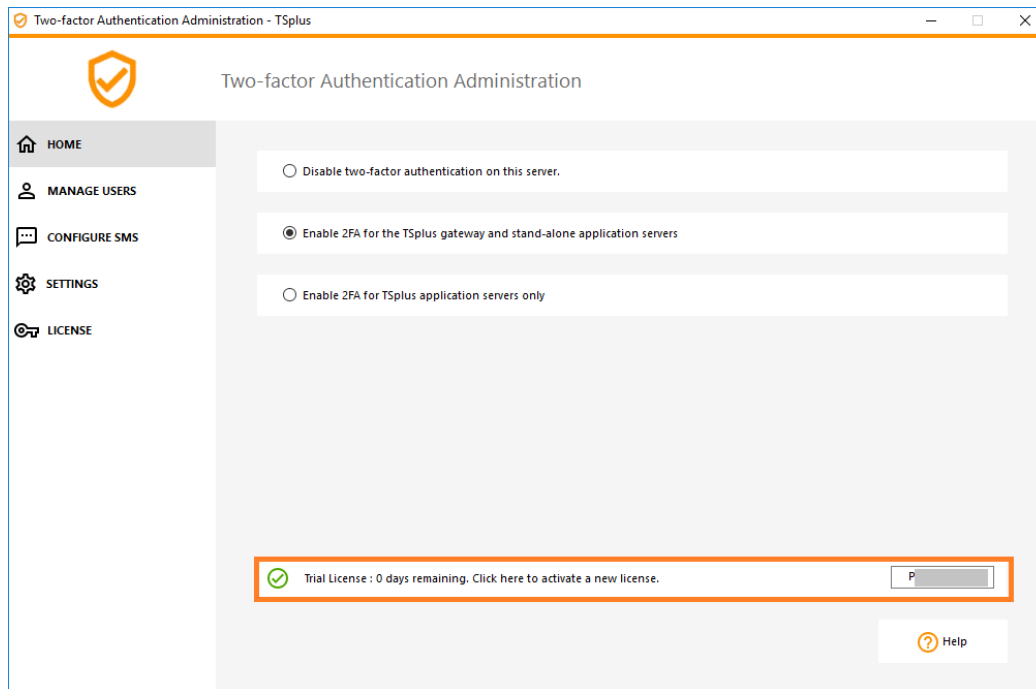 Two-factor Authentication Administration - TSplus
Two-factor Authentication Administration
HOME
MANAGE USERS
CONFIGURE SMS
SETTINGS
LICENSE
Disable two-factor authentication on this server.
Enable 2FA for the TSplus gateway and stand-alone application servers
Enable 2FA for TSplus application servers only
Trial License : 0 days remaining. Click here to activate a new license.
P
Help